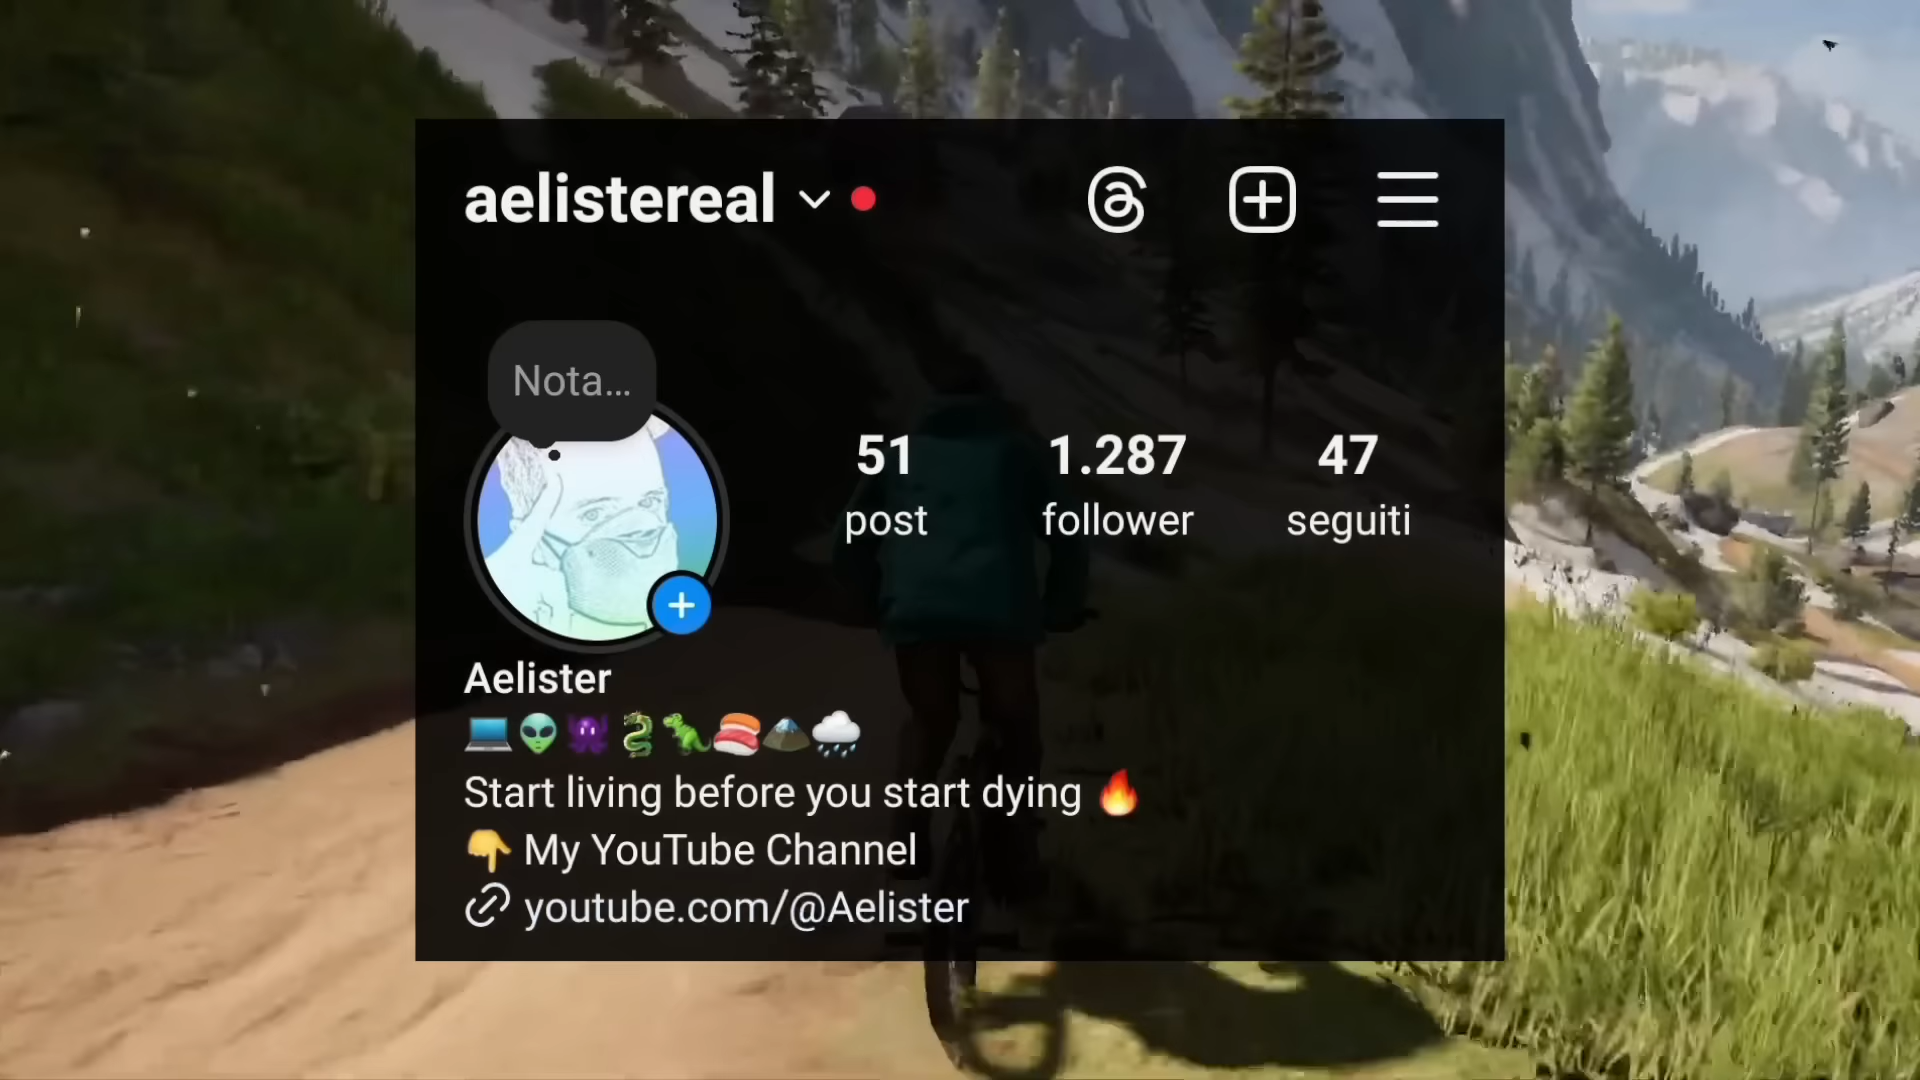 aelistereal
Nota...
51 1.287 47
post follower seguiti
Aelister
💻👽🐙🐉🦖🍣🗻🌧️
Start living before you start dying 🔥
👇 My YouTube Channel
youtube.com/@Aelister